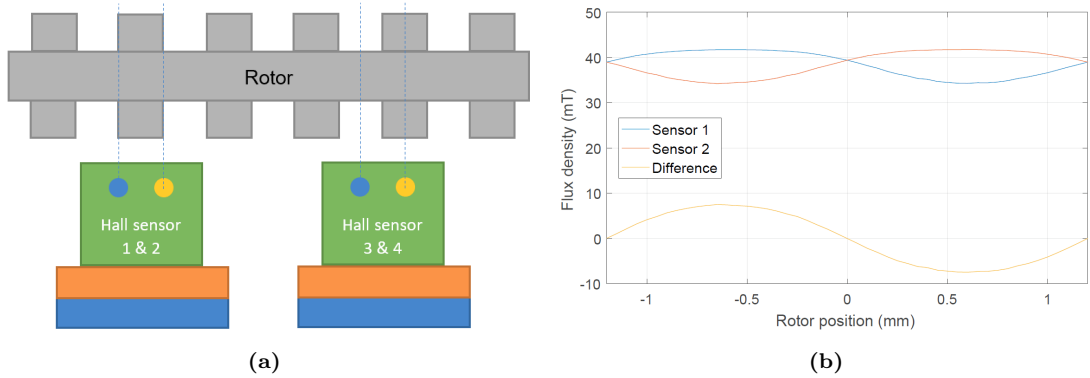 Rotor
Hall sensor
1 & 2
Hall sensor
3 & 4
(a)
50
40
30
20
10
0
-10
Flux density (mT)
Sensor 1
Sensor 2
Difference
-1
-0.5
0
0.5
1
Rotor position (mm)
(b)